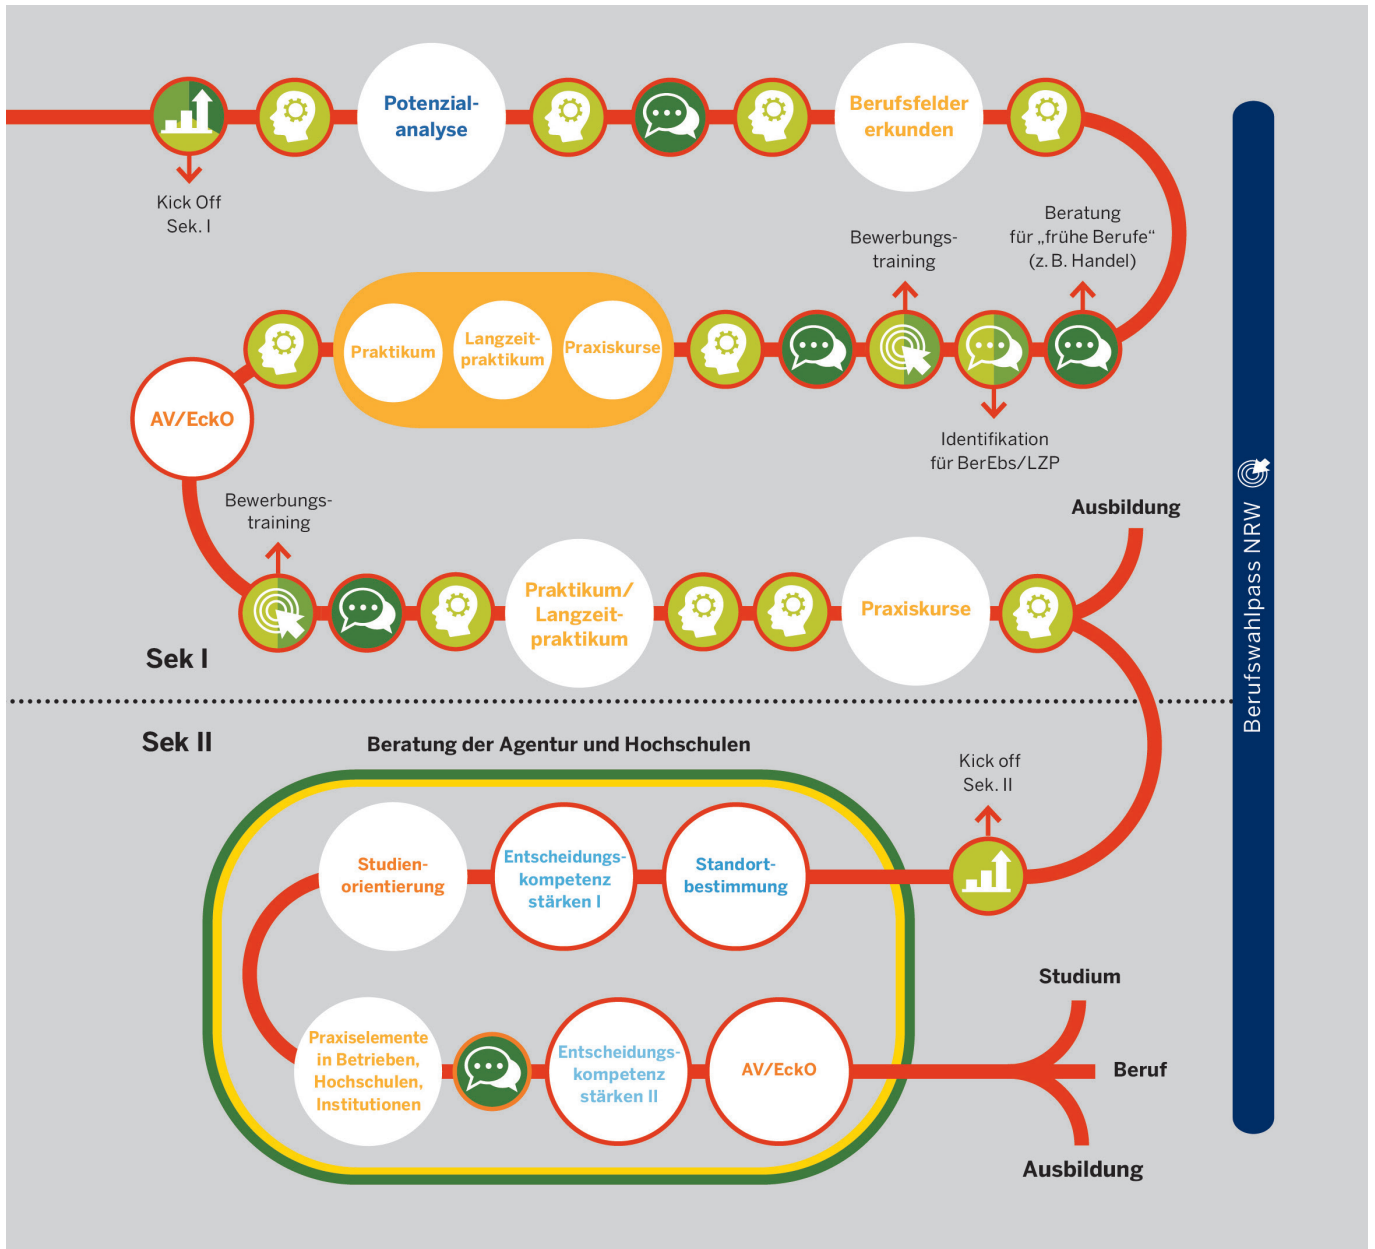 Potenzial-
analyse
Berufsfelder
erkunden
Kick Off
Sek. I
Bewerbungs-
training
Beratung
für „frühe Berufe“
(z. B. Handel)
Praktikum
Langzeit-
praktikum
Praxiskurse
AV/EckO
Identifikation
für BerEbs/LZP
Bewerbungs-
training
Ausbildung
Praktikum/
Langzeit-
praktikum
Praxiskurse
Sek I
Berufswahlpass NRW
Sek II
Beratung der Agentur und Hochschulen
Kick off
Sek. II
Studien-
orientierung
Entscheidungs-
kompetenz
stärken I
Standort-
bestimmung
Praxiselemente
in Betrieben,
Hochschulen,
Institutionen
Entscheidungs-
kompetenz
stärken II
AV/EckO
Studium
Beruf
Ausbildung